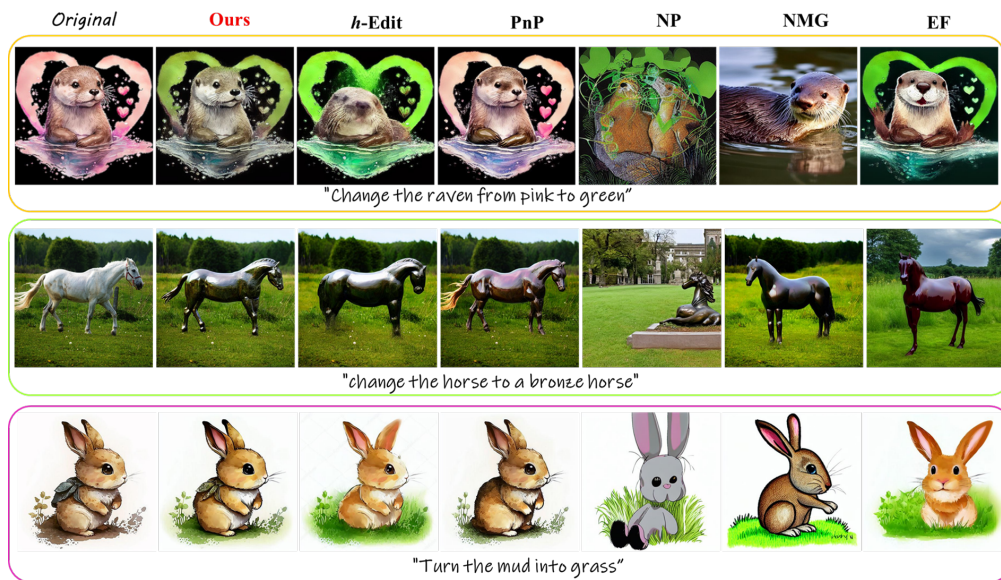 Original Ours h-Edit PnP NP NMG EF
"Change the raven from pink to green”
"change the horse to a bronze horse"
"Turn the mud into grass"